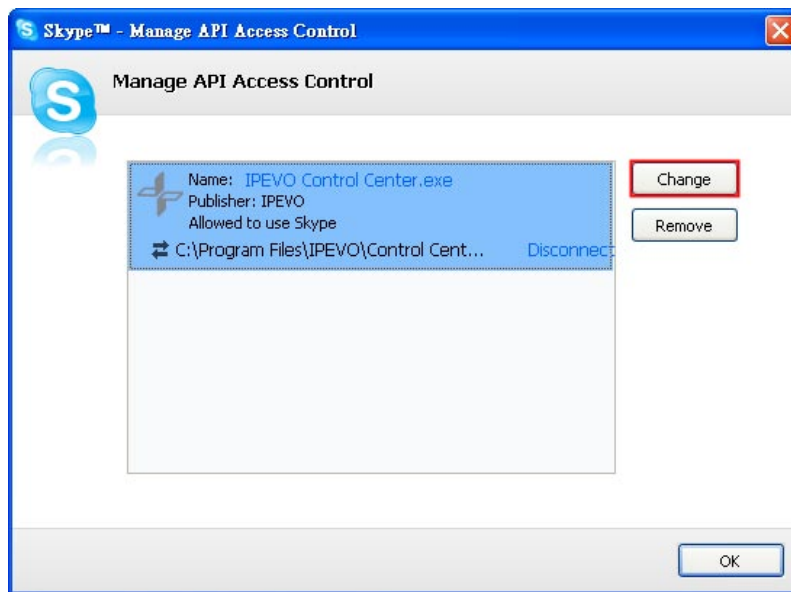 Skype™ - Manage API Access Control
Manage API Access Control
Name: IPEVO Control Center.exe
Publisher: IPEVO
Allowed to use Skype
C:\Program Files\IPEVO\Control Cent... Disconnect
Change
Remove
OK